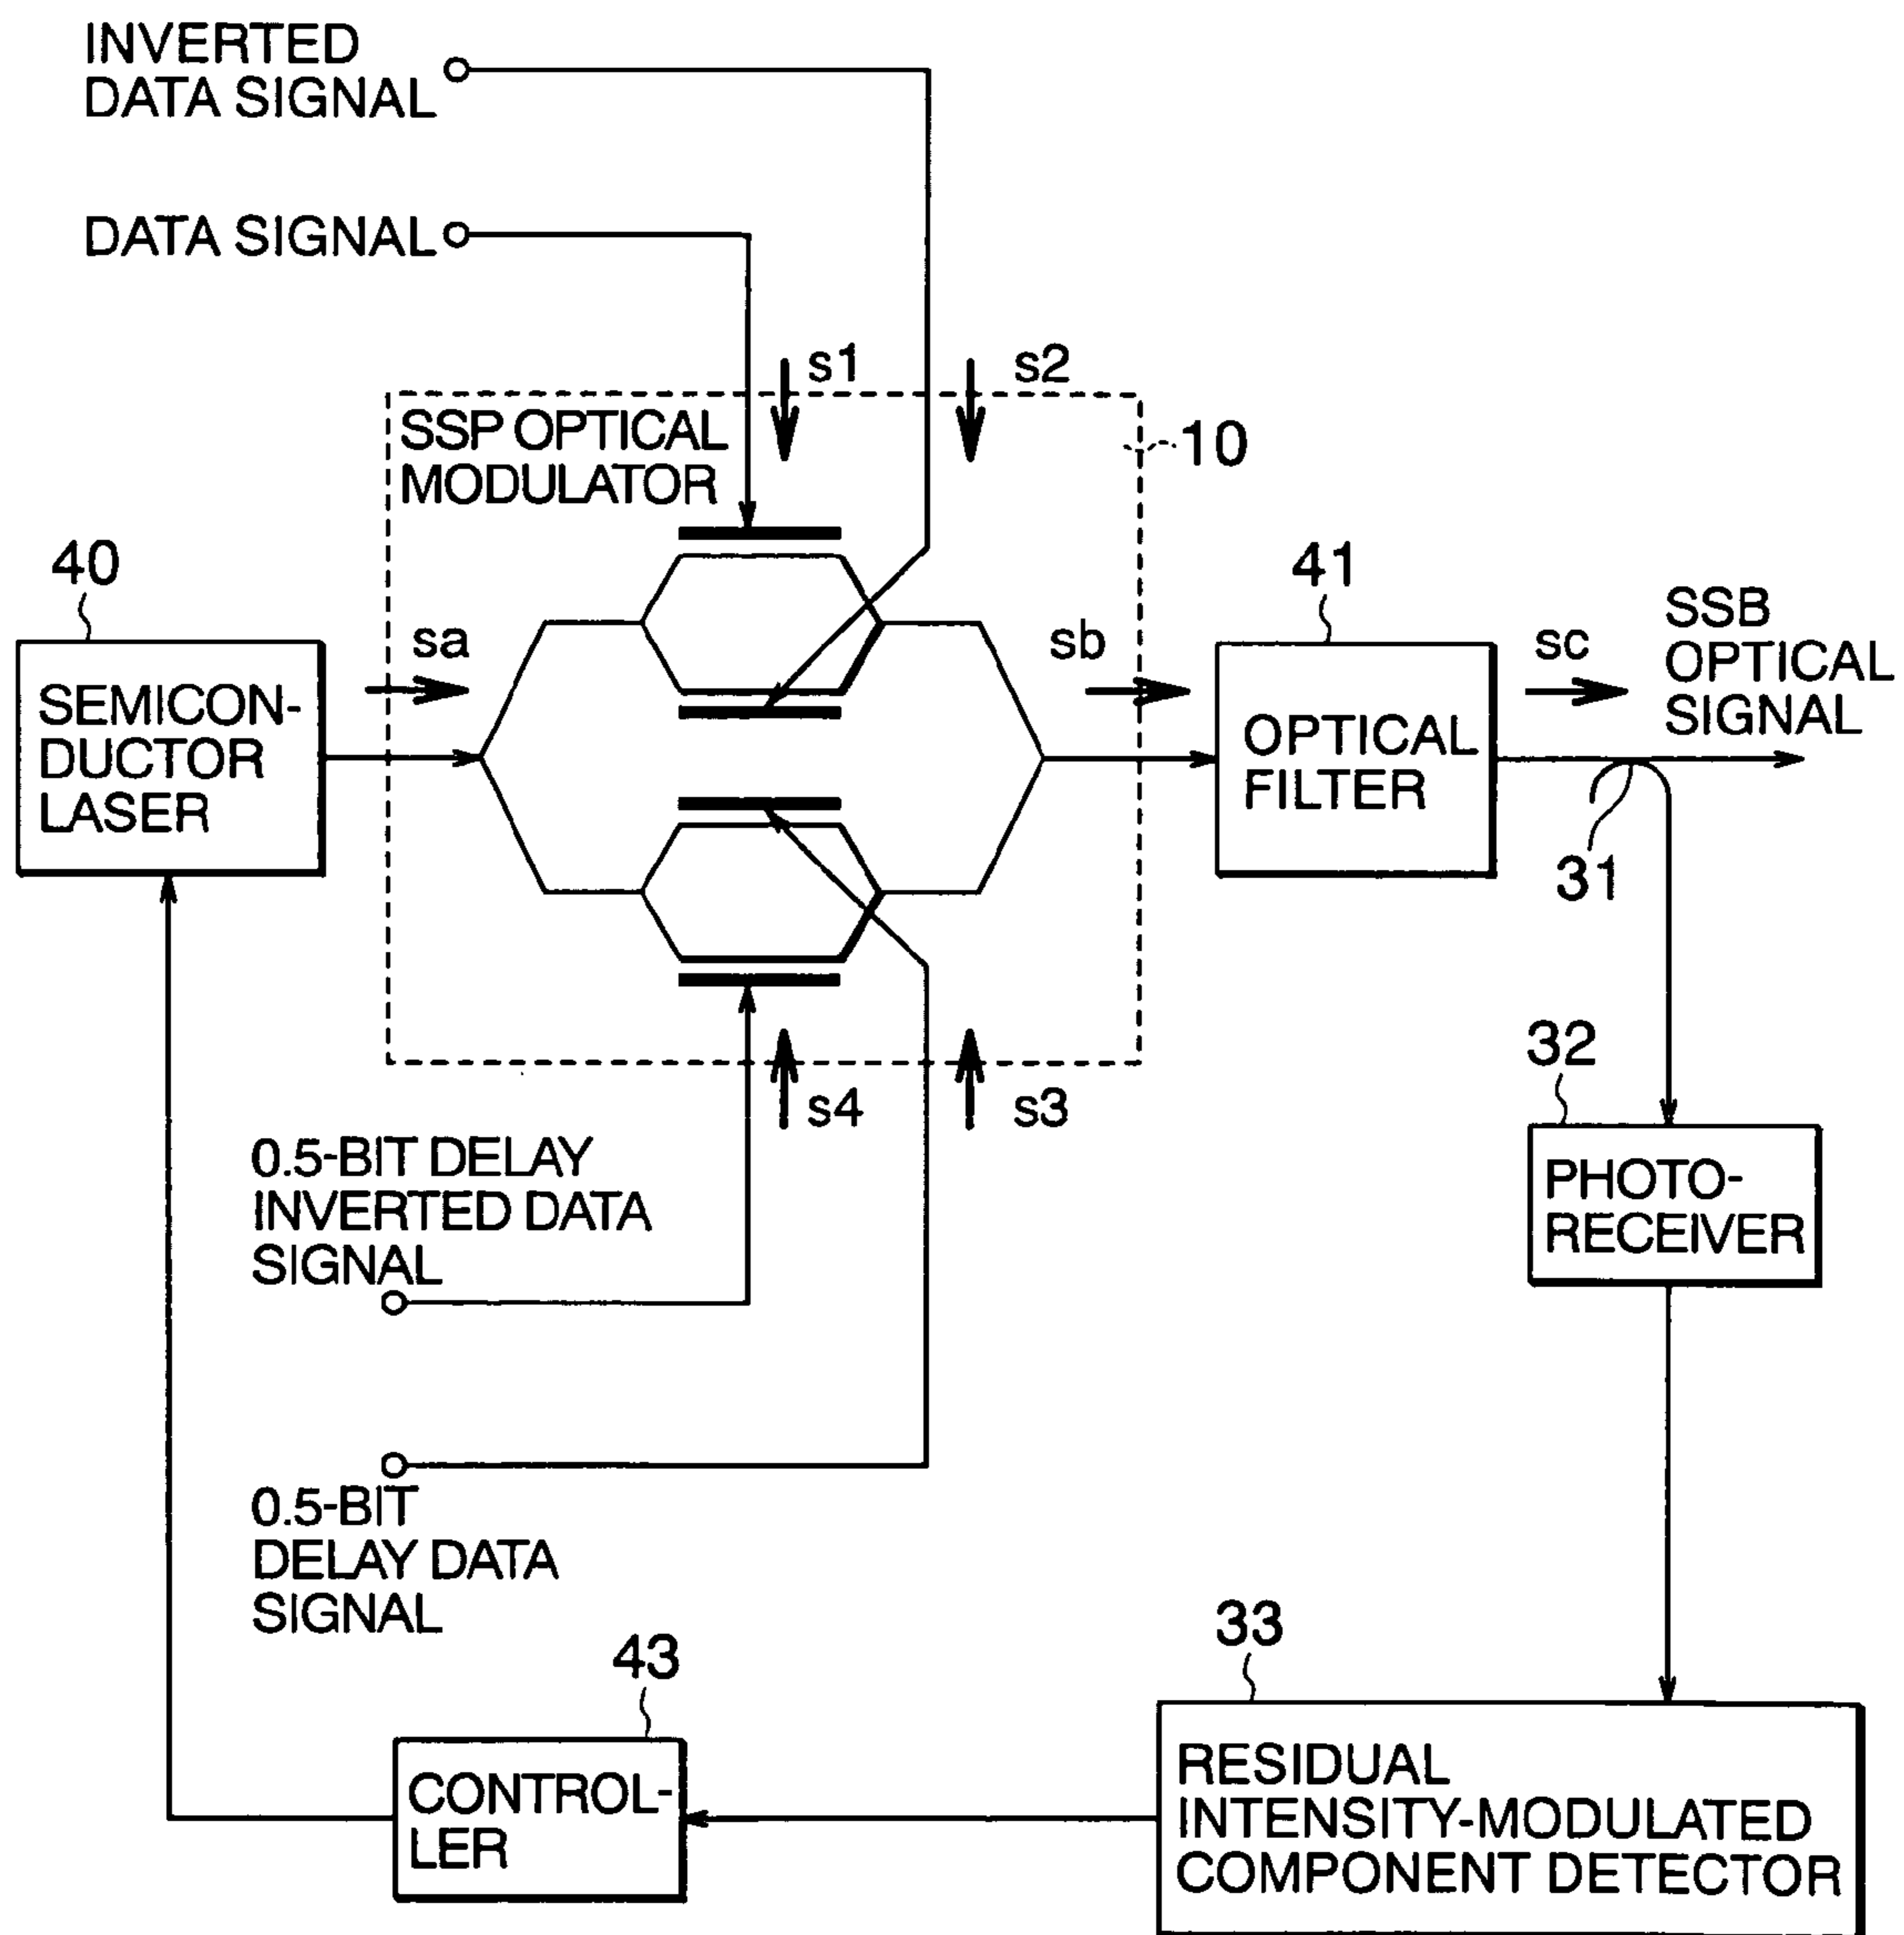 INVERTED
DATA SIGNAL
DATA SIGNAL
s1
s2
SSP OPTICAL
MODULATOR
10
40
41
SSB
OPTICAL
SIGNAL
sa
sb
sc
SEMICON-
DUCTOR
LASER
OPTICAL
FILTER
31
32
s4
s3
0.5-BIT DELAY
INVERTED DATA
SIGNAL
PHOTO-
RECEIVER
0.5-BIT
DELAY DATA
SIGNAL
33
43
CONTROL-
LER
RESIDUAL
INTENSITY-MODULATED
COMPONENT DETECTOR